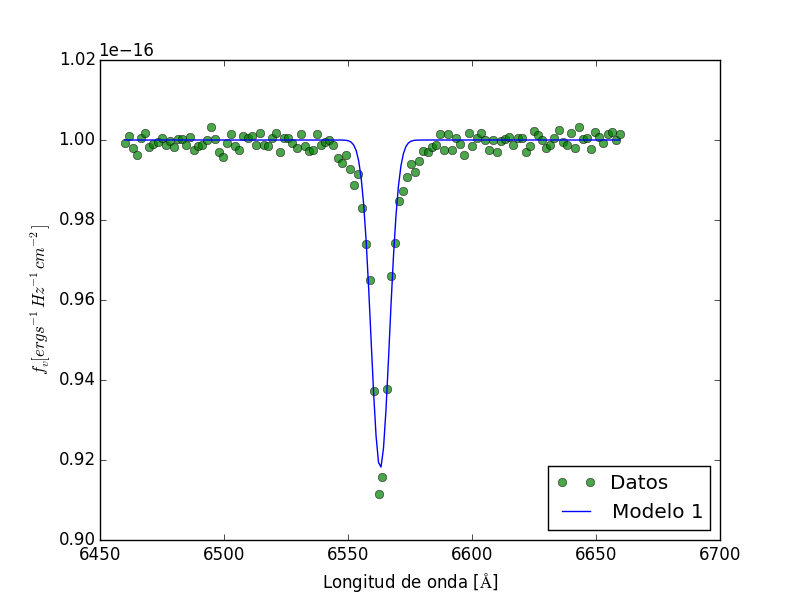 1e−16
1.02
1.00
0.98
0.96
0.94
0.92
0.90
f_ν[ergs^{-1} Hz^{-1} cm^{-2}]
Datos
Modelo 1
6450 6500 6550 6600 6650 6700
Longitud de onda [Å]